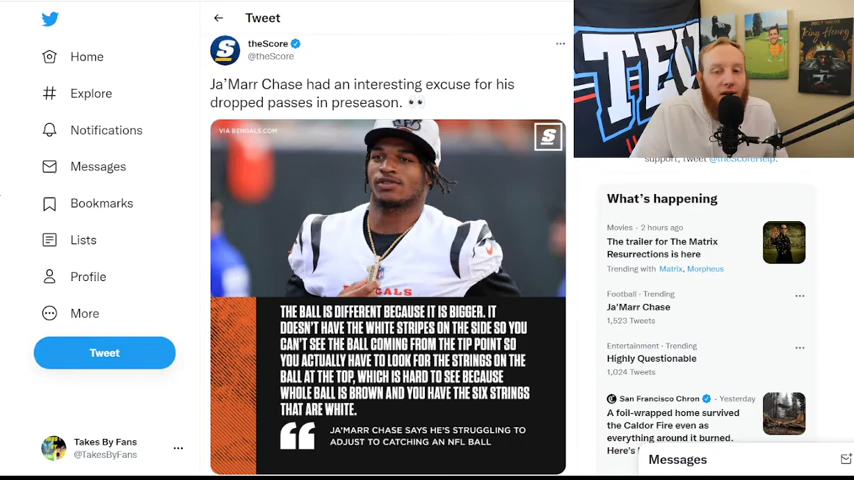 Tweet
Home
Explore
Notifications
Messages
Bookmarks
Lists
Profile
More
Tweet
Takes By Fans
@TakesByFans
theScore
@theScore
Ja'Marr Chase had an interesting excuse for his
dropped passes in preseason. 👀
VIA BENGALS.COM
S
THE BALL IS DIFFERENT BECAUSE IT IS BIGGER. IT
DOESN'T HAVE THE WHITE STRIPES ON THE SIDE SO YOU
CAN'T SEE THE BALL COMING FROM THE TIP POINT SO
YOU ACTUALLY HAVE TO LOOK FOR THE STRINGS ON THE
BALL AT THE TOP, WHICH IS HARD TO SEE BECAUSE
WHOLE BALL IS BROWN AND YOU HAVE THE SIX STRINGS
THAT ARE WHITE.
JA'MARR CHASE SAYS HE'S STRUGGLING TO
ADJUST TO CATCHING AN NFL BALL
King Henry
support, tweet @theScoreHelp.
What's happening
Movies · 2 hours ago
The trailer for The Matrix
Resurrections is here
Trending with Matrix, Morpheus
Football · Trending
Ja'Marr Chase
1,523 Tweets
Entertainment · Trending
Highly Questionable
1,024 Tweets
San Francisco Chron · Yesterday
A foil-wrapped home survived
the Caldor Fire even as
everything around it burned.
Here's
Messages